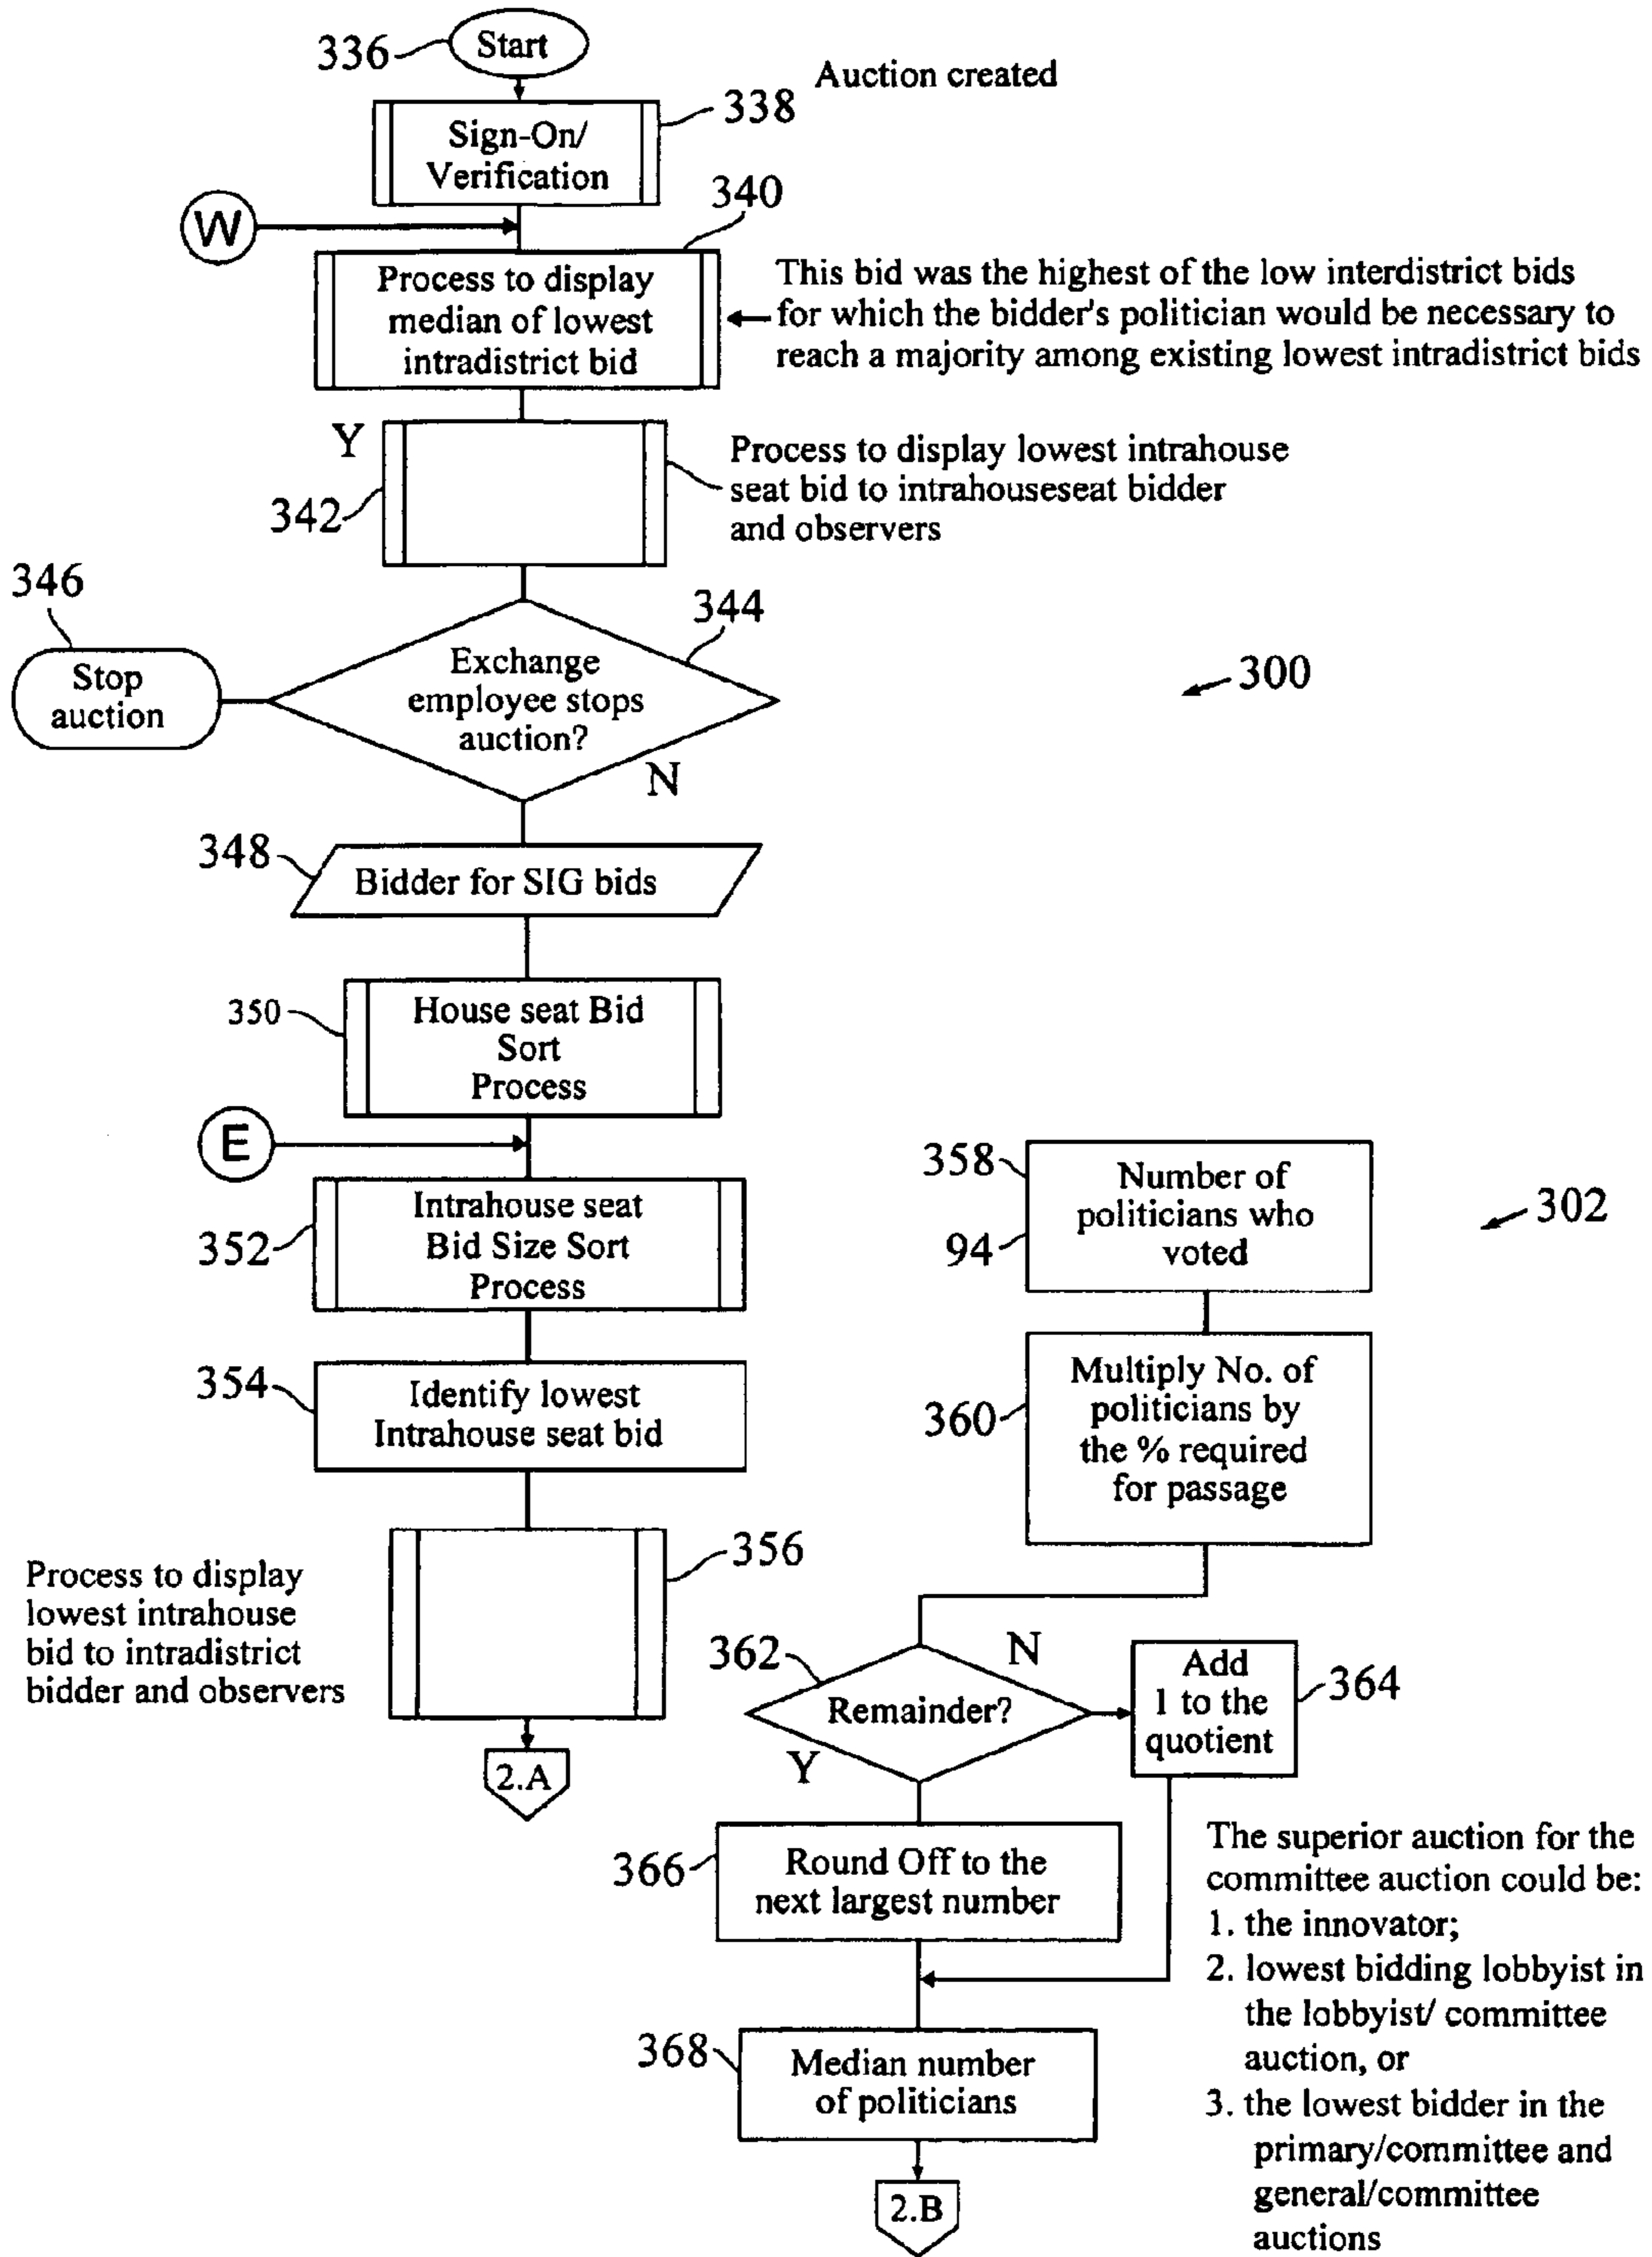 336
Start
Auction created
338
Sign-On/
Verification
340
W
Process to display
median of lowest
intradistrict bid
This bid was the highest of the low interdistrict bids
for which the bidder's politician would be necessary to
reach a majority among existing lowest intradistrict bids
Y
342
Process to display lowest intrahouse
seat bid to intrahouseseat bidder
and observers
346
Stop
auction
344
Exchange
employee stops
auction?
N
300
348
Bidder for SIG bids
350
House seat Bid
Sort
Process
E
352
Intrahouse seat
Bid Size Sort
Process
354
Identify lowest
Intrahouse seat bid
356
Process to display
lowest intrahouse
bid to intradistrict
bidder and observers
2.A
358
94
Number of
politicians who
voted
302
360
Multiply No. of
politicians by
the % required
for passage
362
Remainder?
N
Y
Add
1 to the
quotient
364
366
Round Off to the
next largest number
368
Median number
of politicians
2.B
The superior auction for the
committee auction could be:
1. the innovator;
2. lowest bidding lobbyist in
the lobbyist/ committee
auction, or
3. the lowest bidder in the
primary/committee and
general/committee
auctions